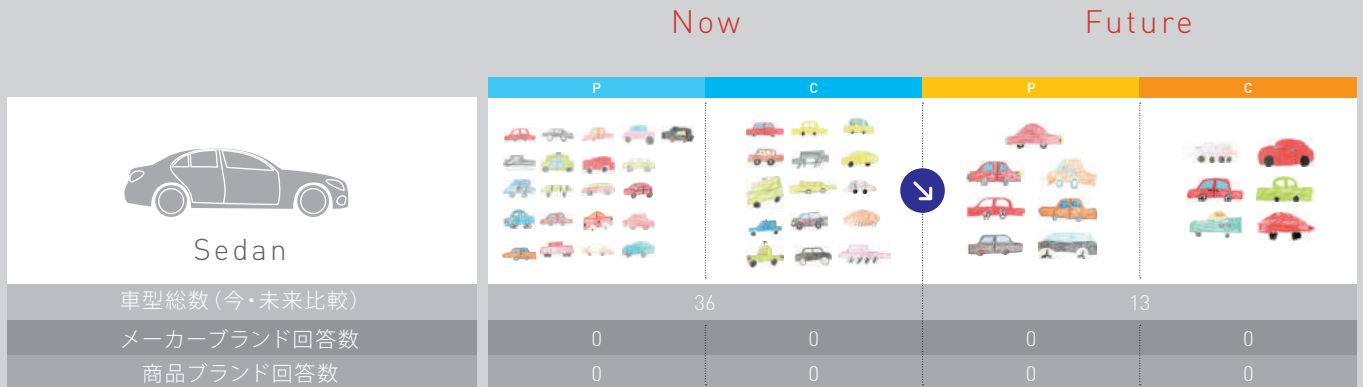 Now Future
P C P C
Sedan
車型総数(今・未来比較) 36 13
メーカーブランド回答数 0 0 0 0
商品ブランド回答数 0 0 0 0